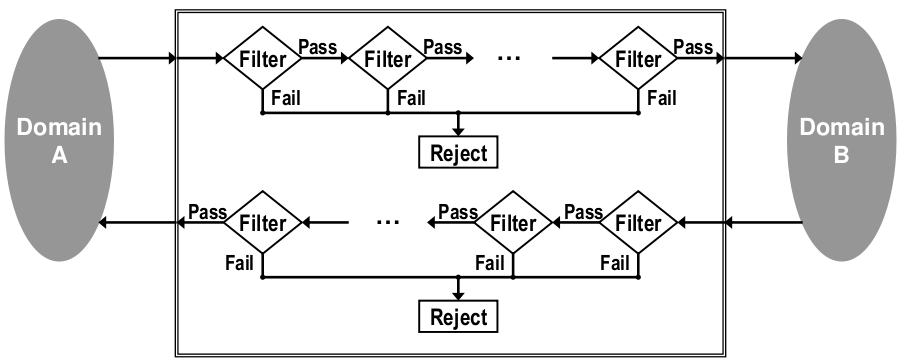 Filter Pass Filter Pass ... Filter Pass
Fail Fail Fail
Domain
A
Domain
B
Reject
Pass Filter ... Pass Filter Pass Filter
Fail Fail Fail
Reject